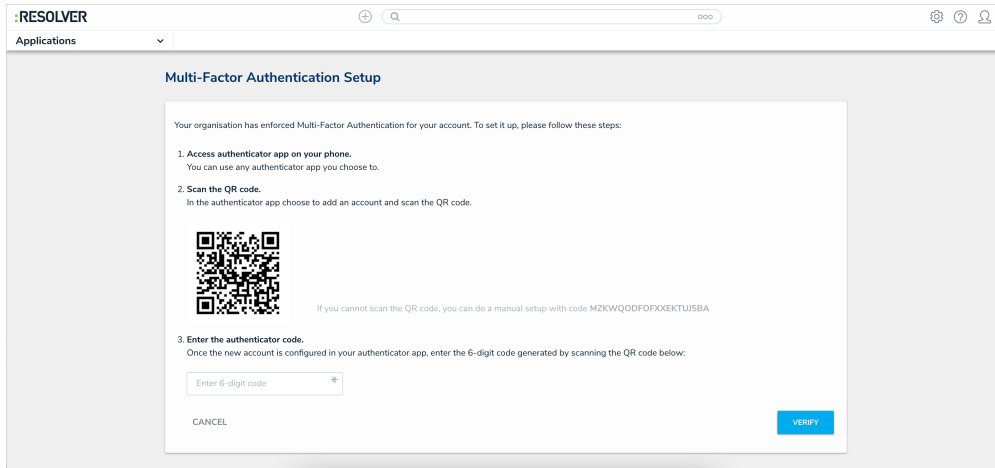 :RESOLVER
Applications
Multi-Factor Authentication Setup
Your organisation has enforced Multi-Factor Authentication for your account. To set it up, please follow these steps:
1. Access authenticator app on your phone.
You can use any authenticator app you choose to.
2. Scan the QR code.
In the authenticator app choose to add an account and scan the QR code.
If you cannot scan the QR code, you can do a manual setup with code MZKWQODFOFXXEKTUJ5BA
3. Enter the authenticator code.
Once the new account is configured in your authenticator app, enter the 6-digit code generated by scanning the QR code below:
Enter 6-digit code *
CANCEL
VERIFY